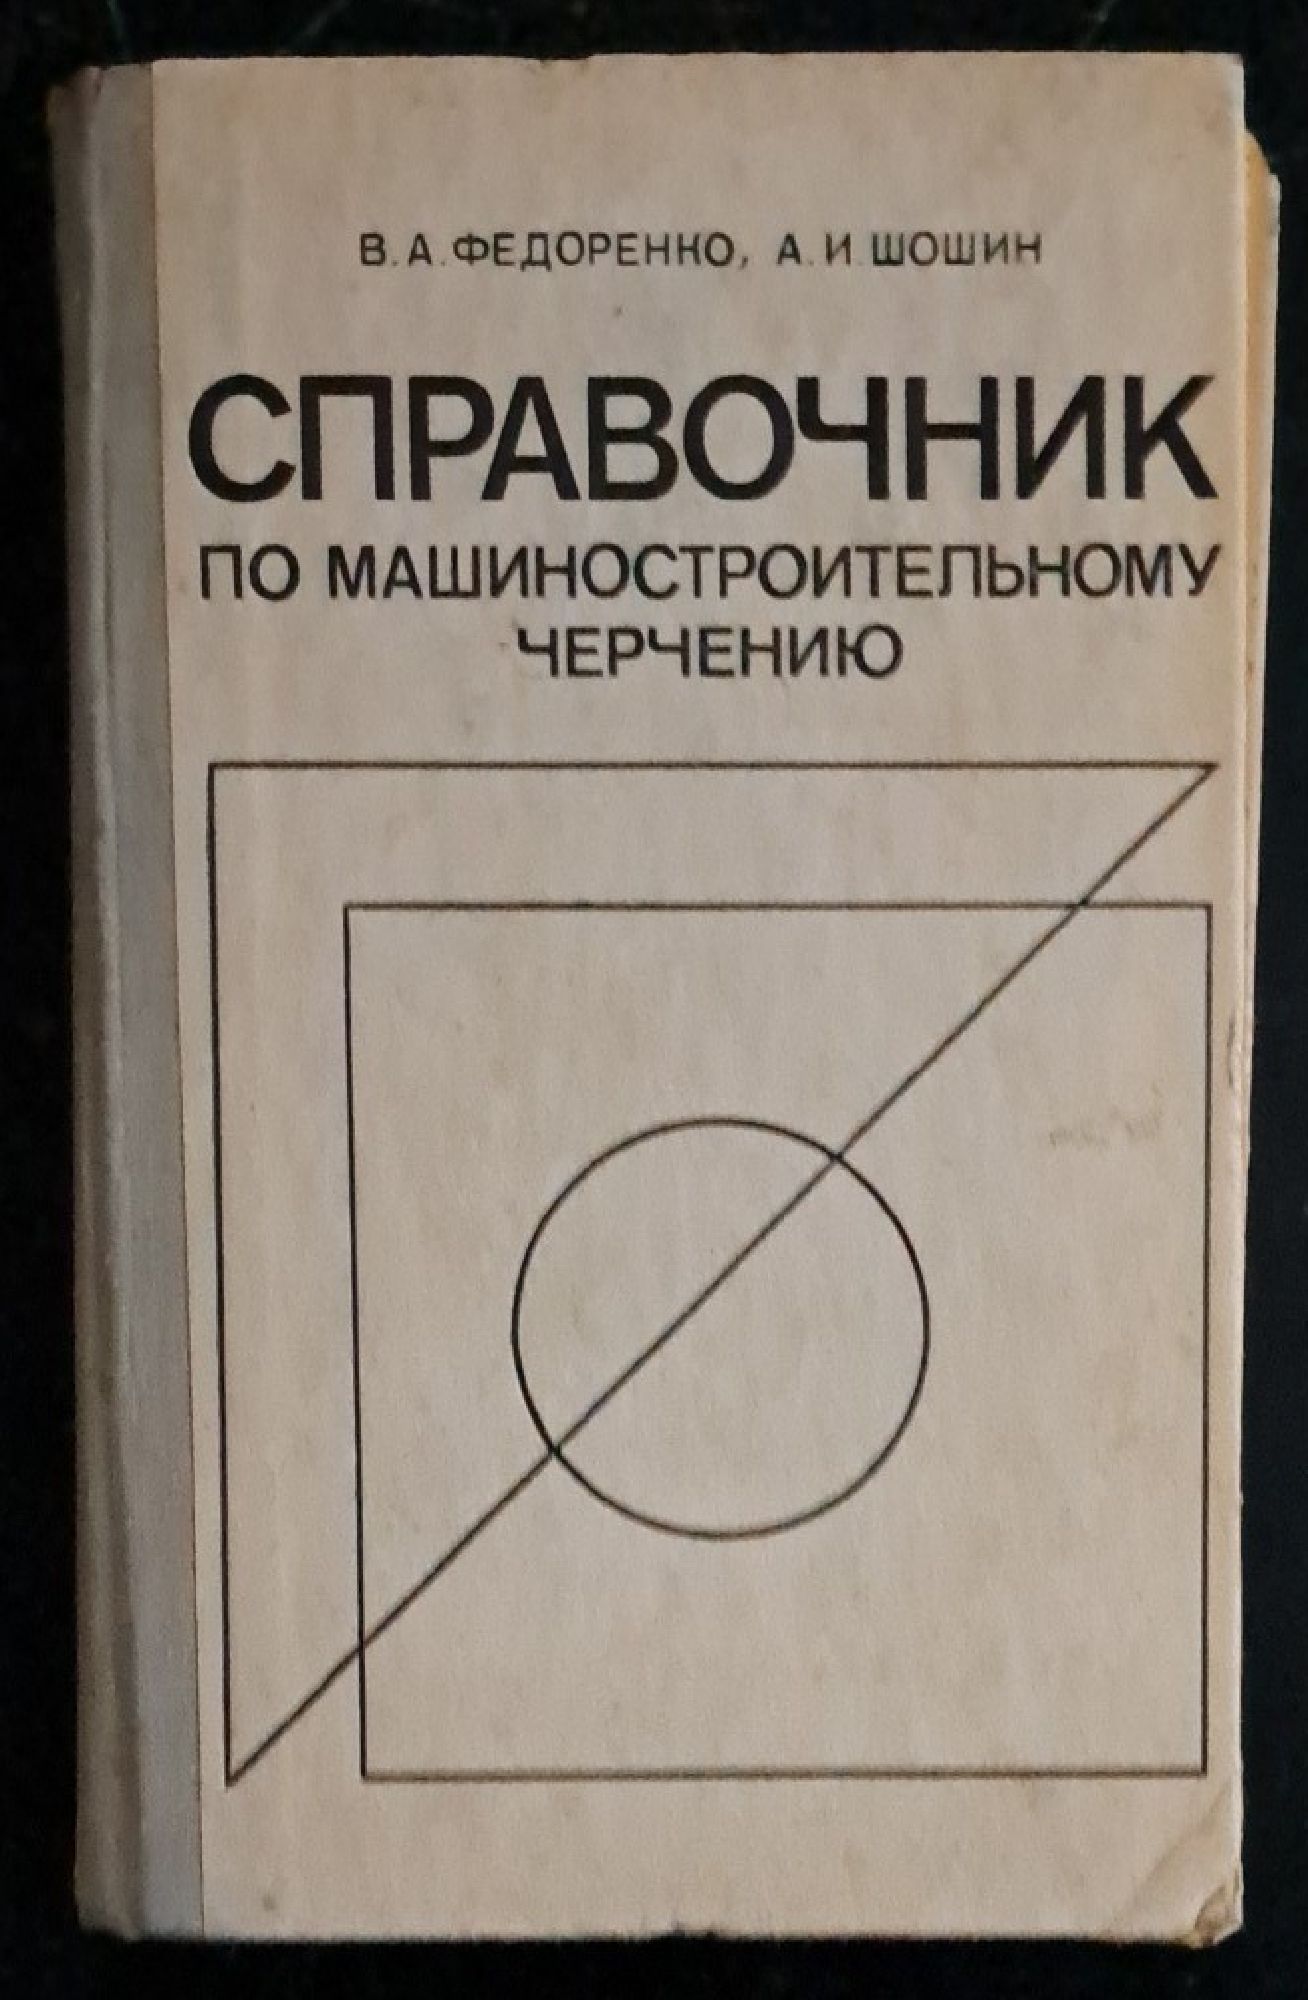 В. А. ФЕДОРЕНКО, А. И. ШОШИН
СПРАВОЧНИК
ПО МАШИНОСТРОИТЕЛЬНОМУ
ЧЕРЧЕНИЮ